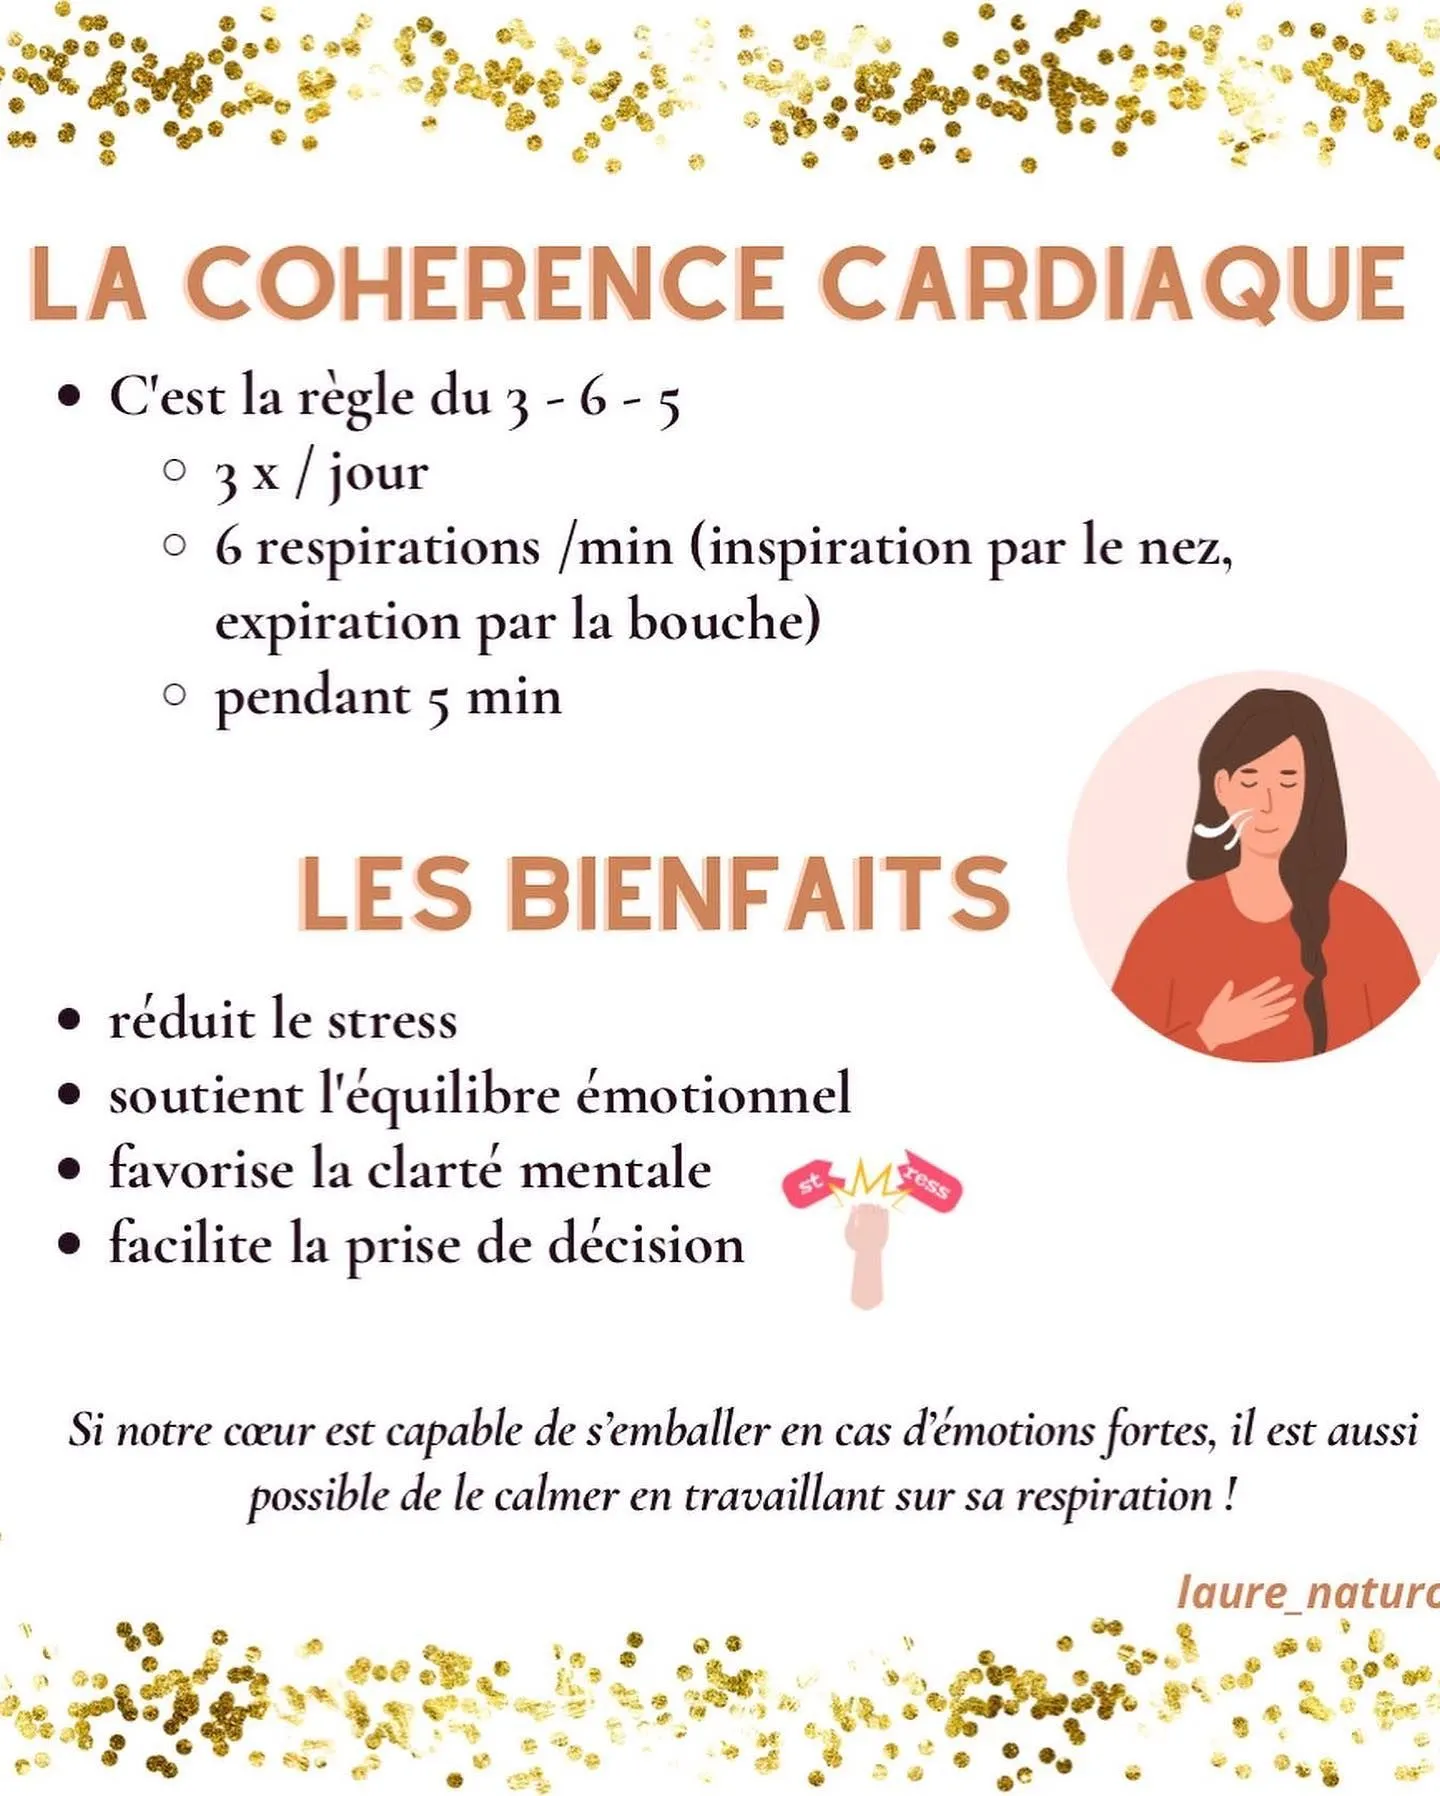 LA COHERENCE CARDIAQUE
• C'est la règle du 3 - 6 - 5
○ 3 x / jour
○ 6 respirations /min (inspiration par le nez,
expiration par la bouche)
○ pendant 5 min
LES BIENFAITS
• réduit le stress
• soutient l'équilibre émotionnel
• favorise la clarté mentale
• facilite la prise de décision
st ress
Si notre cœur est capable de s’emballer en cas d’émotions fortes, il est aussi
possible de le calmer en travaillant sur sa respiration !
laure_naturo